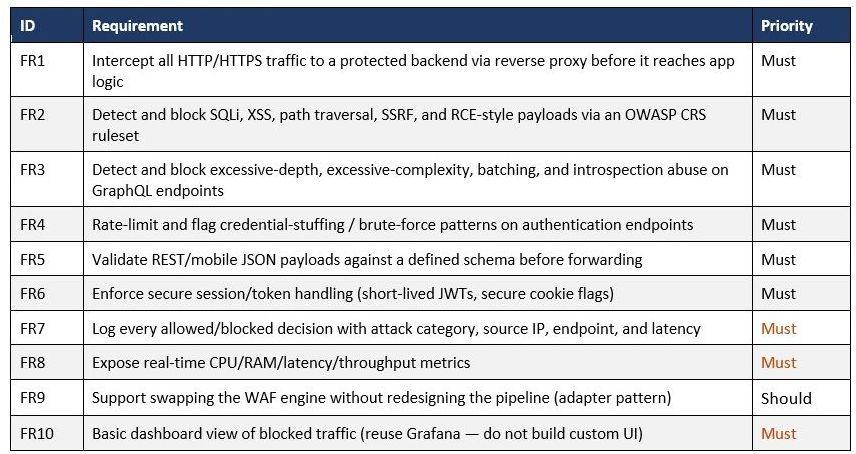 ID Requirement Priority
FR1 Intercept all HTTP/HTTPS traffic to a protected backend via reverse proxy before it reaches app Must
logic
FR2 Detect and block SQLi, XSS, path traversal, SSRF, and RCE-style payloads via an OWASP CRS Must
ruleset
FR3 Detect and block excessive-depth, excessive-complexity, batching, and introspection abuse on Must
GraphQL endpoints
FR4 Rate-limit and flag credential-stuffing / brute-force patterns on authentication endpoints Must
FR5 Validate REST/mobile JSON payloads against a defined schema before forwarding Must
FR6 Enforce secure session/token handling (short-lived JWTs, secure cookie flags) Must
FR7 Log every allowed/blocked decision with attack category, source IP, endpoint, and latency Must
FR8 Expose real-time CPU/RAM/latency/throughput metrics Must
FR9 Support swapping the WAF engine without redesigning the pipeline (adapter pattern) Should
FR10 Basic dashboard view of blocked traffic (reuse Grafana — do not build custom UI) Must